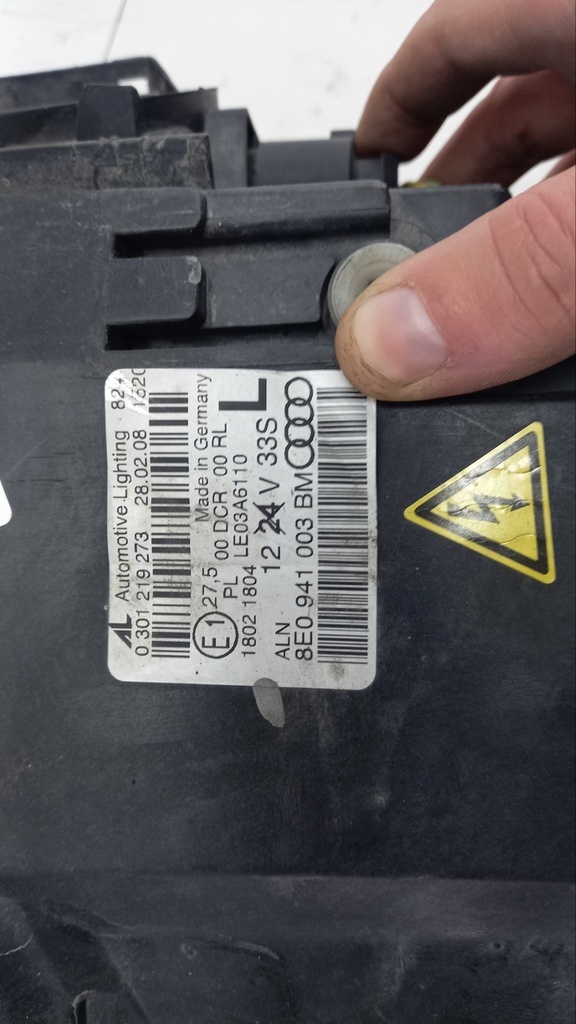 AL Automotive Lighting
0 301 219 273 28.02.08
Made in Germany
E1 27,5 00 DCR 00 RL
PL
1802 1804 LE03A6110
L
12 24 V 33S
ALN
8E0 941 003 BM